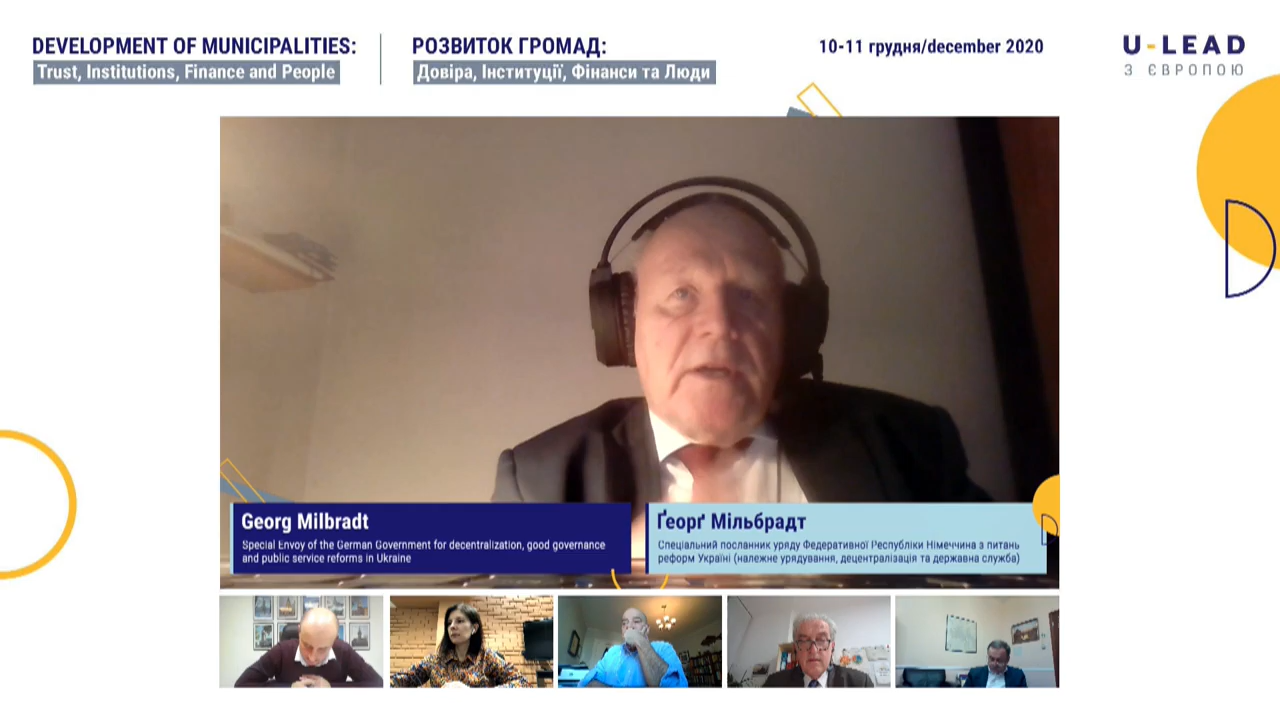 DEVELOPMENT OF MUNICIPALITIES:
Trust, Institutions, Finance and People
РОЗВИТОК ГРОМАД:
Довіра, Інституції, Фінанси та Люди
10-11 грудня/december 2020
U-LEAD
З ЄВРОПОЮ
Georg Milbradt
Special Envoy of the German Government for decentralization, good governance
and public service reforms in Ukraine
Ґеорґ Мільбрадт
Спеціальний посланник уряду Федеративної Республіки Німеччина з питань
реформ Україні (належне урядування, децентралізація та державна служба)